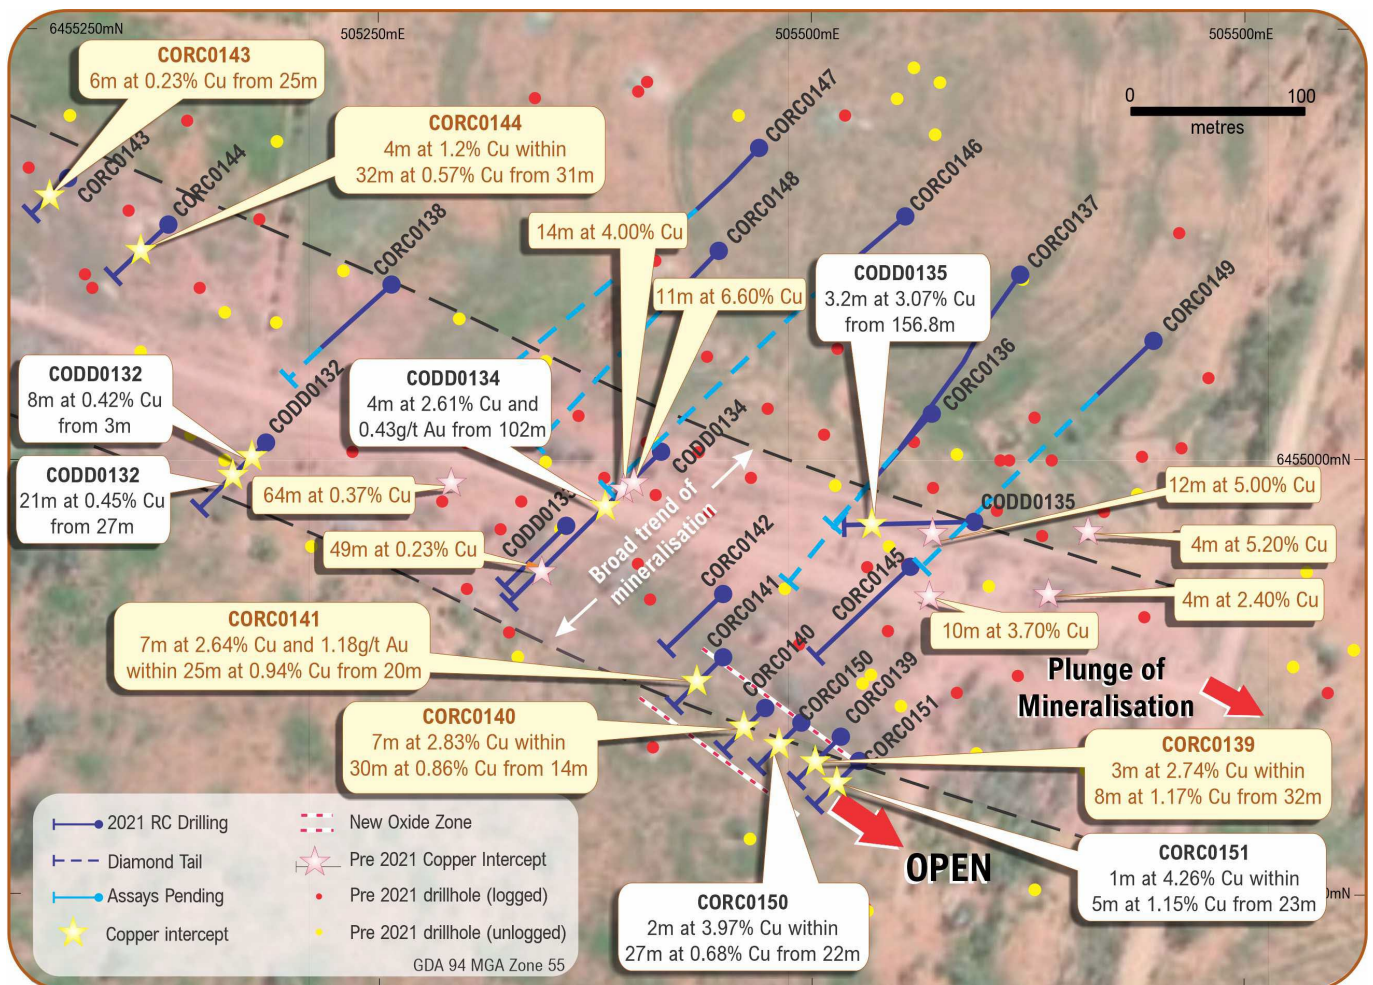 6455250mN
505250mE
505500mE
505500mE
CORC0143
6m at 0.23% Cu from 25m
CORC0144
4m at 1.2% Cu within
32m at 0.57% Cu from 31m
0 100
metres
CORC0143
CORC0144
CORC0138
CORC0147
CORC0148
CORC0146
CORC0137
CORC0149
CORC0136
14m at 4.00% Cu
11m at 6.60% Cu
CODD0135
3.2m at 3.07% Cu
from 156.8m
CODD0132
8m at 0.42% Cu
from 3m
CODD0132
CODD0134
4m at 2.61% Cu and
0.43g/t Au from 102m
CODD0134
6455000mN
CODD0132
21m at 0.45% Cu
from 27m
64m at 0.37% Cu
CODD0133
Broad trend of
mineralisation
CODD0135
12m at 5.00% Cu
49m at 0.23% Cu
4m at 5.20% Cu
CORC0142
CORC0145
4m at 2.40% Cu
10m at 3.70% Cu
CORC0141
CORC0141
7m at 2.64% Cu and 1.18g/t Au
within 25m at 0.94% Cu from 20m
CORC0140
CORC0150
CORC0139
CORC0151
Plunge of
Mineralisation
CORC0140
7m at 2.83% Cu within
30m at 0.86% Cu from 14m
CORC0139
3m at 2.74% Cu within
8m at 1.17% Cu from 32m
OPEN
CORC0151
1m at 4.26% Cu within
5m at 1.15% Cu from 23m
mN
CORC0150
2m at 3.97% Cu within
27m at 0.68% Cu from 22m
2021 RC Drilling
Diamond Tail
Assays Pending
Copper intercept
New Oxide Zone
Pre 2021 Copper Intercept
Pre 2021 drillhole (logged)
Pre 2021 drillhole (unlogged)
GDA 94 MGA Zone 55